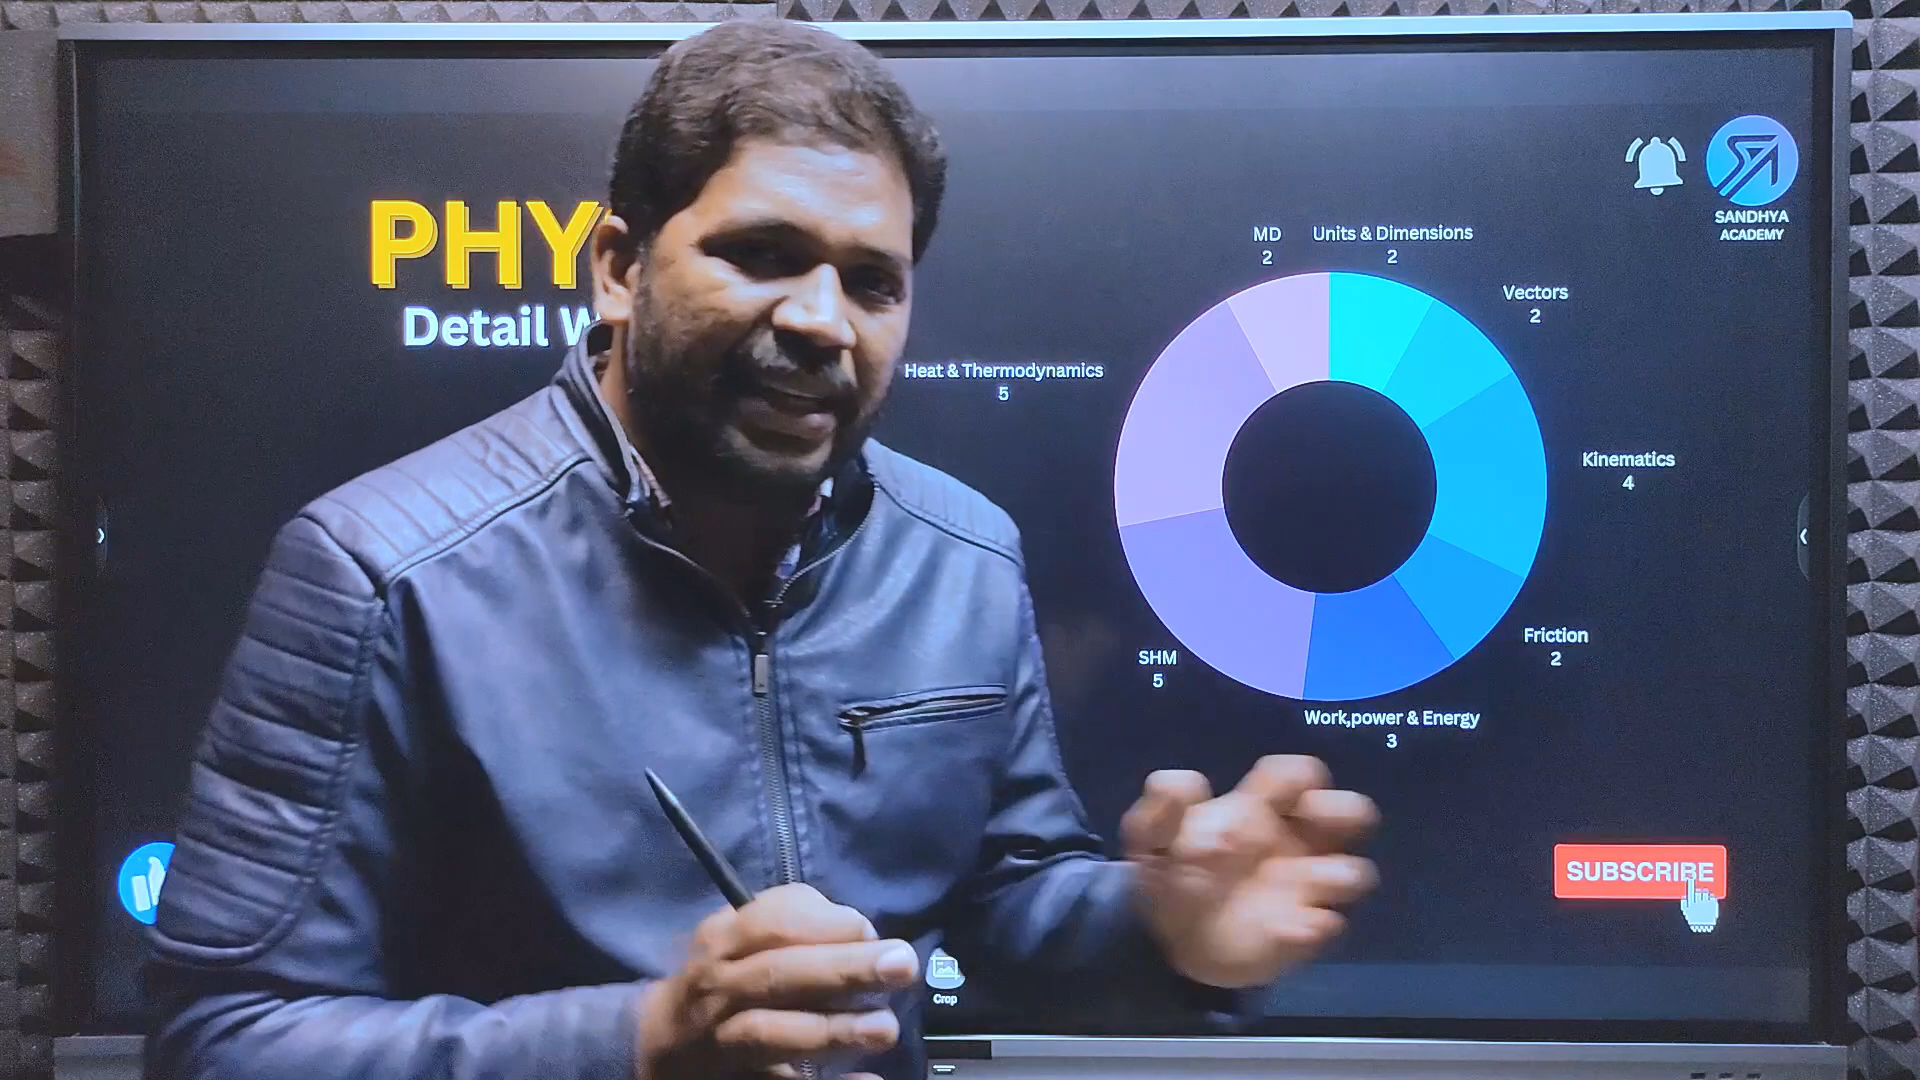 PHY
Detail W
SANDHYA
ACADEMY
MD
2
Units & Dimensions
2
Vectors
2
Heat & Thermodynamics
5
Kinematics
4
Friction
2
SHM
5
Work,power & Energy
3
SUBSCRIBE
Crop